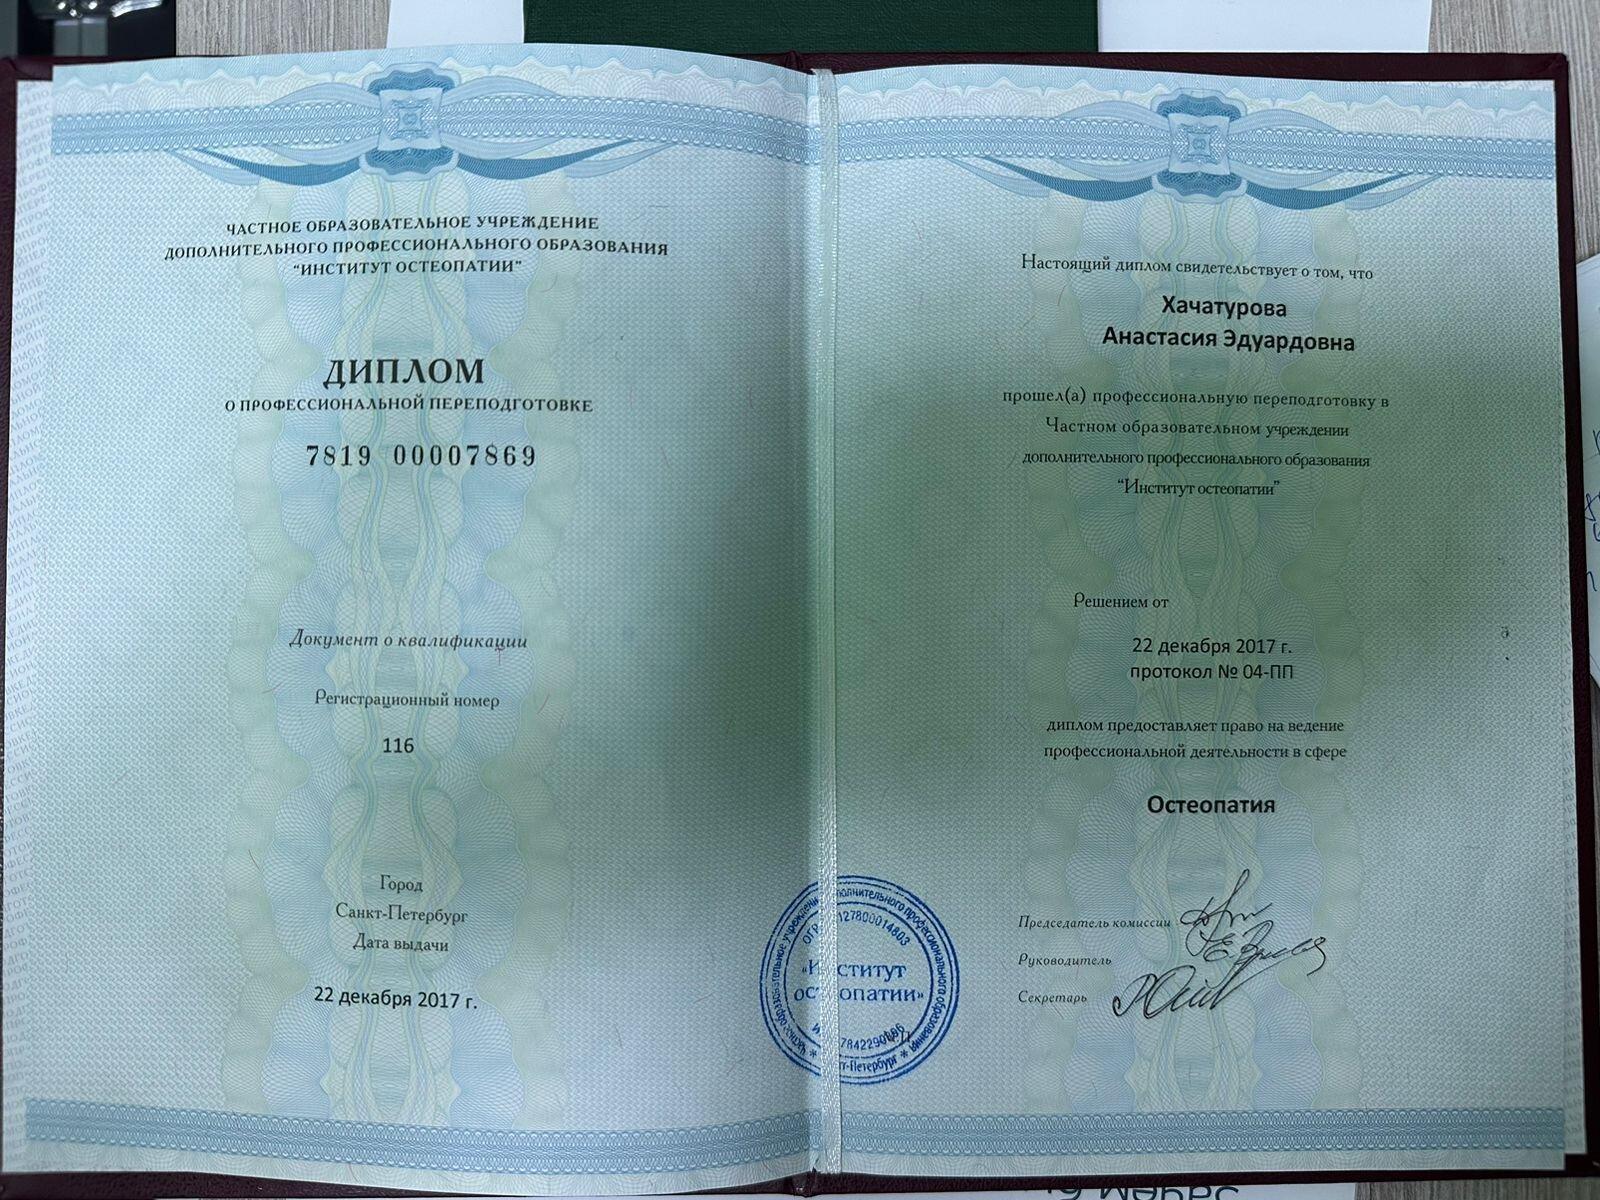 ЧАСТНОЕ ОБРАЗОВАТЕЛЬНОЕ УЧРЕЖДЕНИЕ
ДОПОЛНИТЕЛЬНОГО ПРОФЕССИОНАЛЬНОГО ОБРАЗОВАНИЯ
“ИНСТИТУТ ОСТЕОПАТИИ”
ДИПЛОМ
О ПРОФЕССИОНАЛЬНОЙ ПЕРЕПОДГОТОВКЕ
7819 00007869
Документ о квалификации
Регистрационный номер
116
Город
Санкт-Петербург
Дата выдачи
22 декабря 2017 г.
Настоящий диплом свидетельствует о том, что
Хачатурова
Анастасия Эдуардовна
прошел(а) профессиональную переподготовку в
Частном образовательном учреждении
дополнительного профессионального образования
“Институт остеопатии”
Решением от
22 декабря 2017 г.
протокол № 04-ПП
диплом предоставляет право на ведение
профессиональной деятельности в сфере
Остеопатия
Председатель комиссии
Руководитель
Секретарь